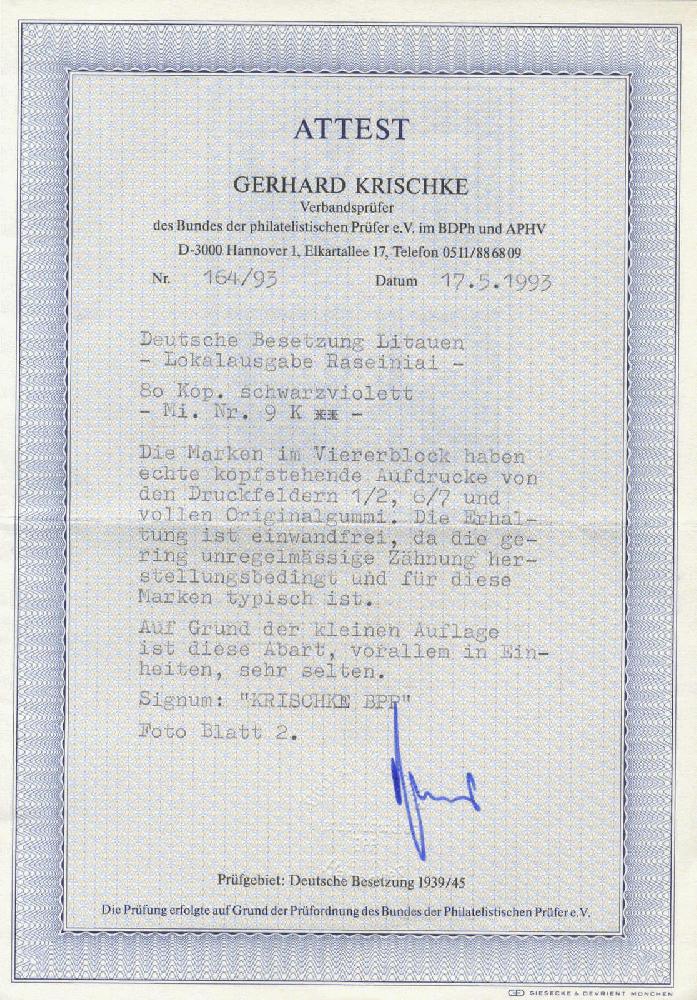 ATTEST
GERHARD KRISCHKE
Verbandsprüfer
des Bundes der philatelistischen Prüfer e.V. im BDPh und APHV
D-3000 Hannover 1, Elkartallee 17, Telefon 0511/886809
Nr. 164/93 Datum 17.5.1993
Deutsche Besetzung Litauen
- Lokalausgabe Raseiniai -
80 Kop. schwarzviolett
- Mi. Nr. 9 K ** -
Die Marken im Viererblock haben
echte kopfstehende Aufdrucke von
den Druckfeldern 1/2, 6/7 und
vollen Originalgummi. Die Erhal-
tung ist einwandfrei, da die ge-
ring unregelmässige Zähnung her-
stellungsbedingt und für diese
Marken typisch ist.
Auf Grund der kleinen Auflage
ist diese Abart, vorallem in Ein-
heiten, sehr selten.
Signum: "KRISCHKE BPP"
Foto Blatt 2.
Prüfgebiet: Deutsche Besetzung 1939/45
Die Prüfung erfolgte auf Grund der Prüfordnung des Bundes der Philatelistischen Prüfer e.V.
GIESECKE & DEVRIENT MÜNCHEN